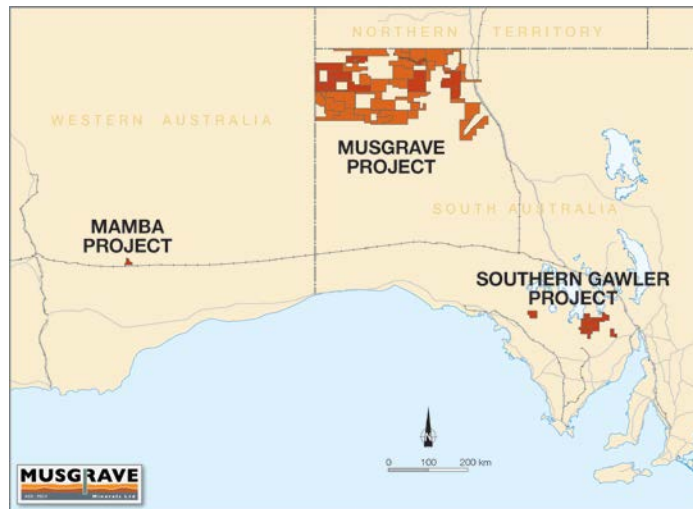 NORTHERN TERRITORY
WESTERN AUSTRALIA
MUSGRAVE
PROJECT
SOUTH AUSTRALIA
MAMBA
PROJECT
SOUTHERN GAWLER
PROJECT
N
0 100 200 km
MUSGRAVE
Minerals Ltd